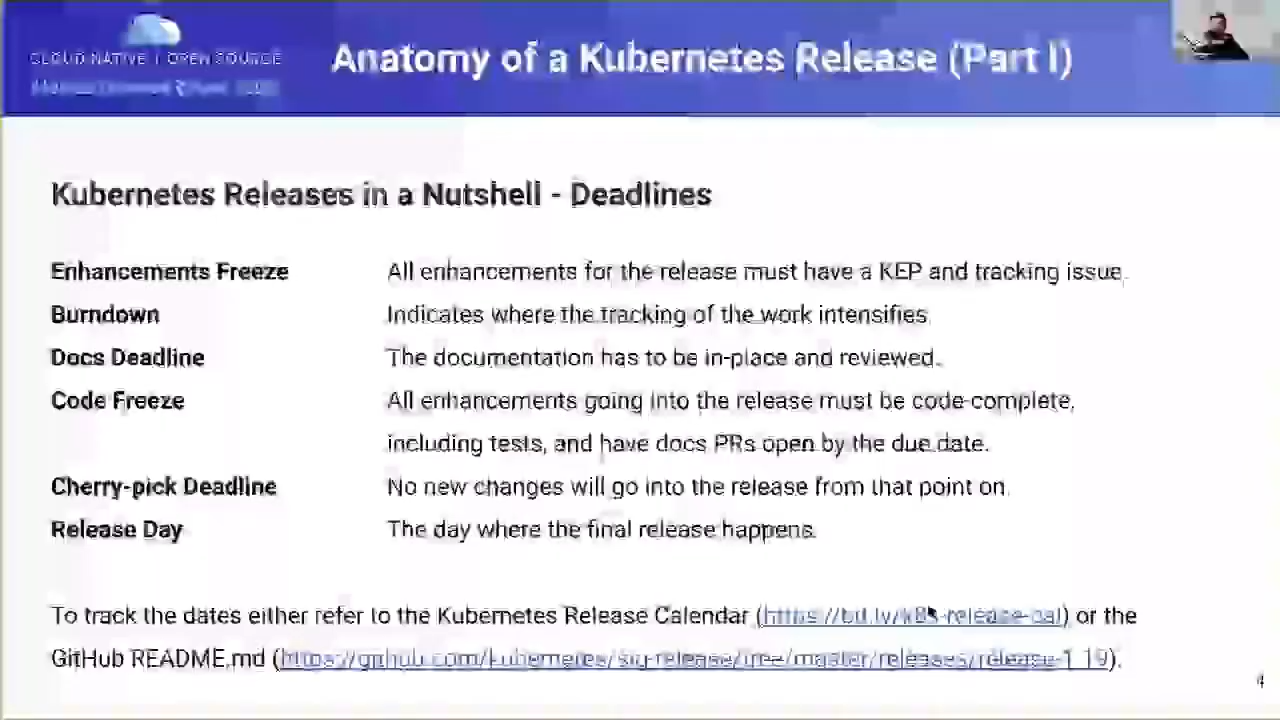 CLOUD NATIVE | OPEN SOURCE
Anatomy of a Kubernetes Release (Part I)
Kubernetes Releases in a Nutshell - Deadlines
Enhancements Freeze All enhancements for the release must have a KEP and tracking issue.
Burndown Indicates where the tracking of the work intensifies.
Docs Deadline The documentation has to be in-place and reviewed.
Code Freeze All enhancements going into the release must be code-complete,
including tests, and have docs PRs open by the due date.
Cherry-pick Deadline No new changes will go into the release from that point on.
Release Day The day where the final release happens.
To track the dates either refer to the Kubernetes Release Calendar (https://bit.ly/k8s-release-cal) or the
GitHub README.md (https://github.com/kubernetes/sig-release/tree/master/releases/release-1.19).
4